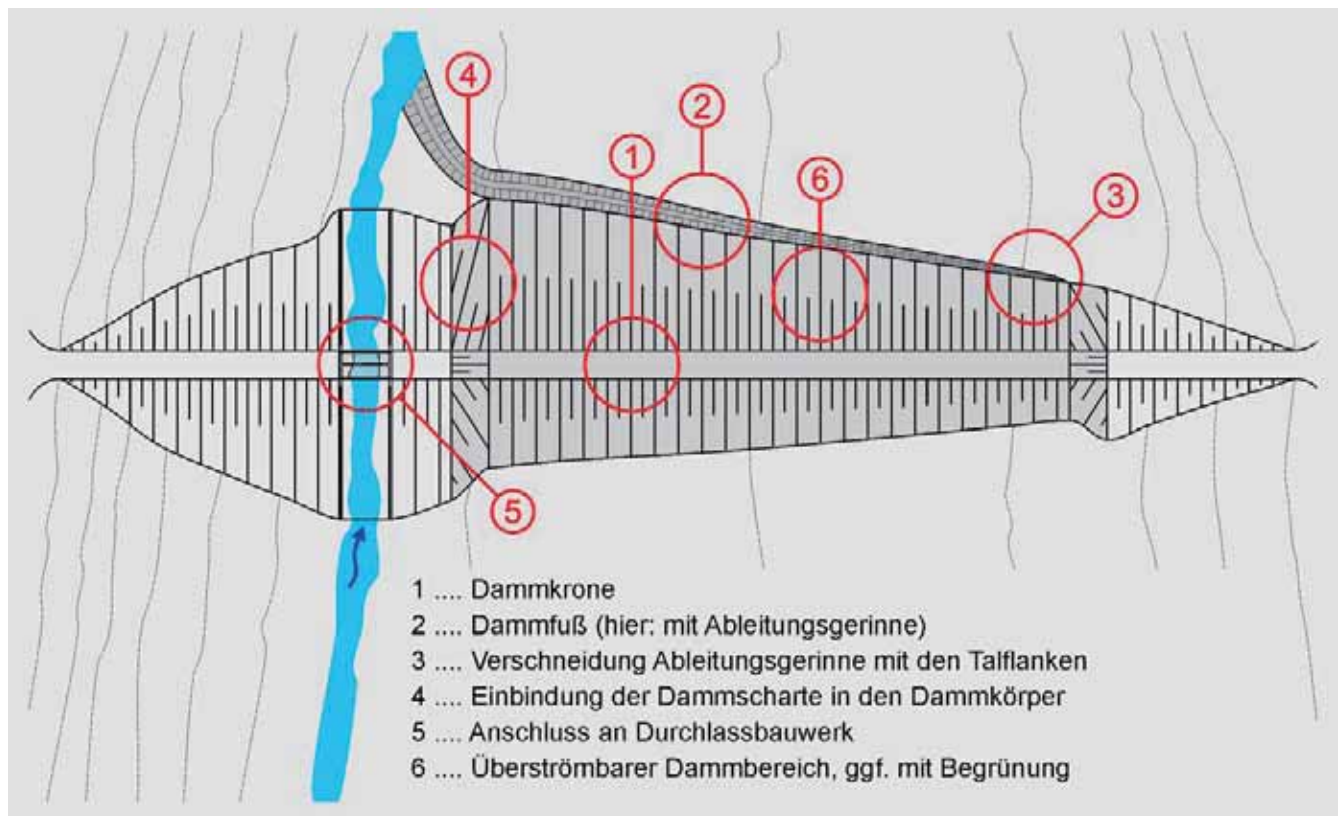 4
2
1
6
3
5
1 .... Dammkrone
2 .... Dammfuß (hier: mit Ableitungsgerinne)
3 .... Verschneidung Ableitungsgerinne mit den Talflanken
4 .... Einbindung der Dammscharte in den Dammkörper
5 .... Anschluss an Durchlassbauwerk
6 .... Überströmbarer Dammbereich, ggf. mit Begrünung